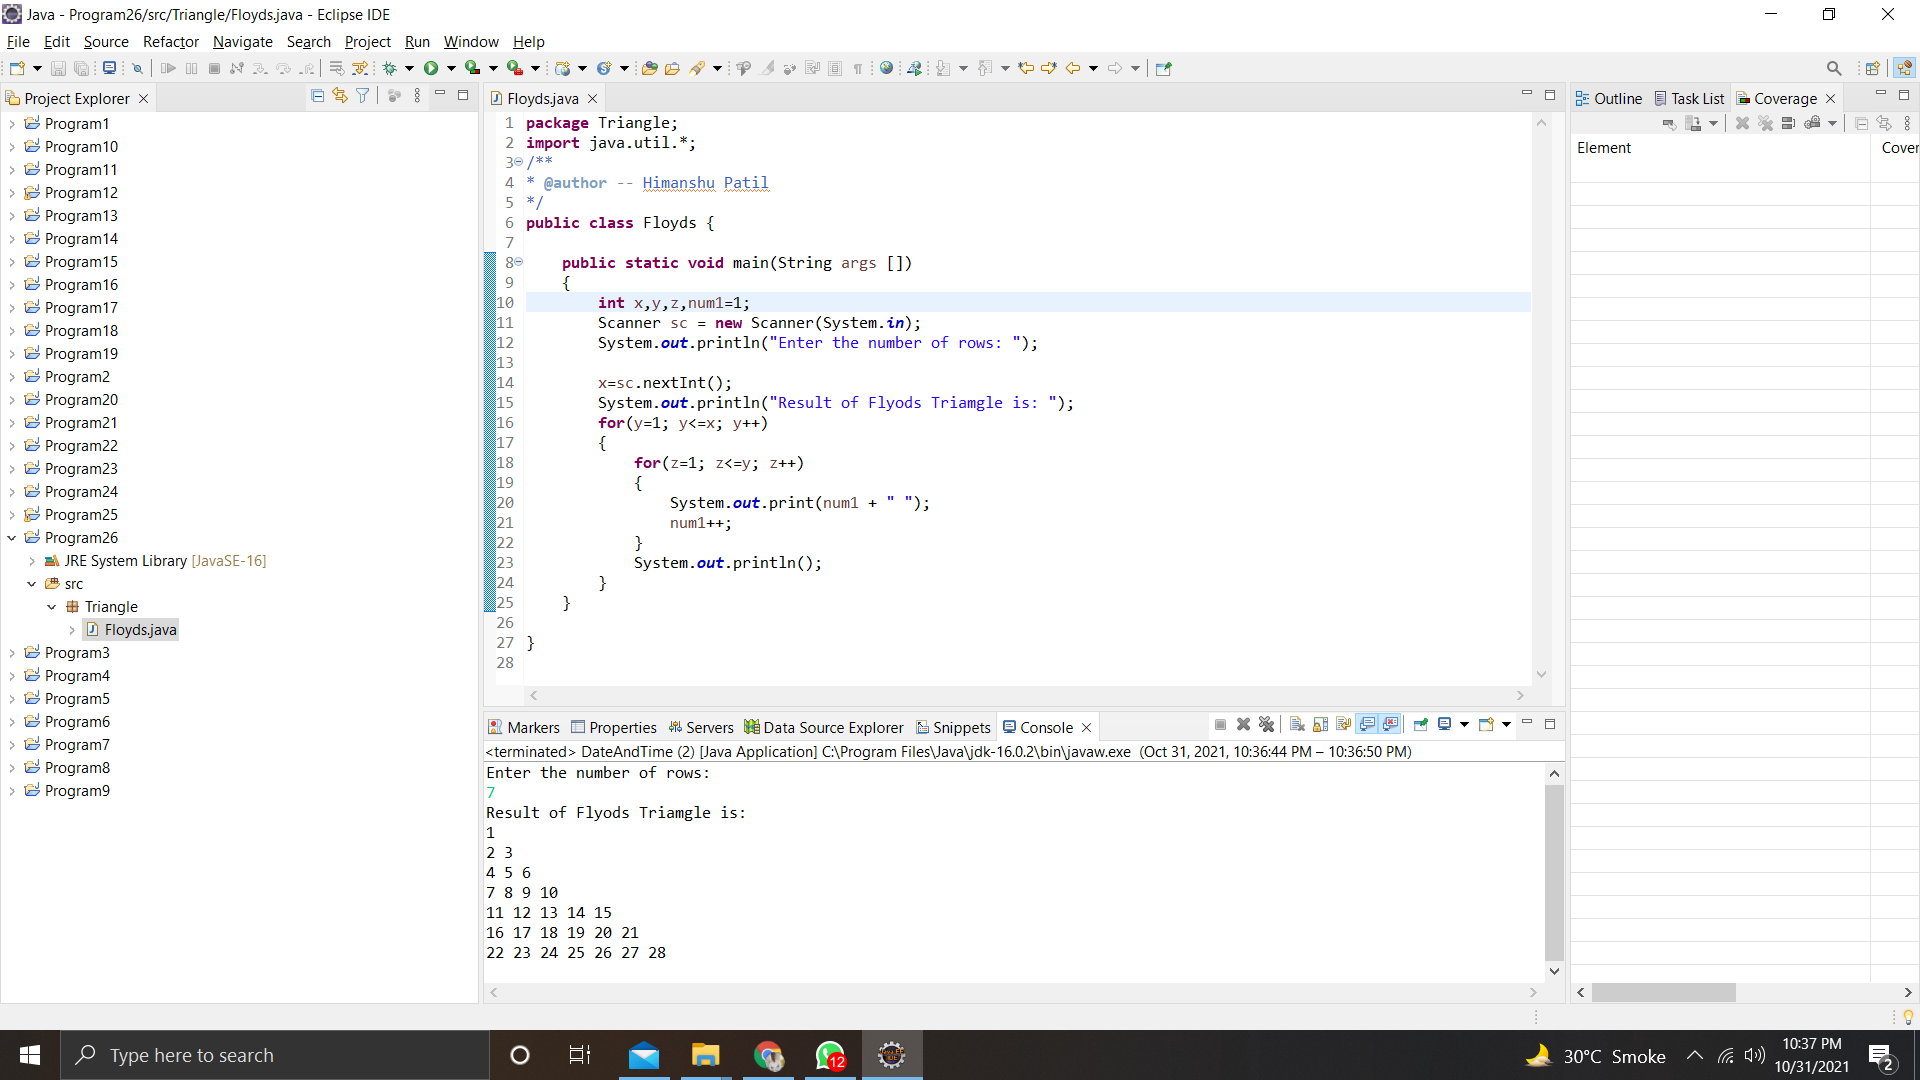 Java - Program26/src/Triangle/Floyds.java - Eclipse IDE
File Edit Source Refactor Navigate Search Project Run Window Help
Project Explorer
Program1
Program10
Program11
Program12
Program13
Program14
Program15
Program16
Program17
Program18
Program19
Program2
Program20
Program21
Program22
Program23
Program24
Program25
Program26
JRE System Library [JavaSE-16]
src
Triangle
Floyds.java
Program3
Program4
Program5
Program6
Program7
Program8
Program9
Floyds.java
1 package Triangle;
2 import java.util.*;
3 /**
4 * @author -- Himanshu Patil
5 */
6 public class Floyds {
7
8 public static void main(String args [])
9 {
10 int x,y,z,num1=1;
11 Scanner sc = new Scanner(System.in);
12 System.out.println("Enter the number of rows: ");
13
14 x=sc.nextInt();
15 System.out.println("Result of Flyods Triamgle is: ");
16 for(y=1; y<=x; y++)
17 {
18 for(z=1; z<=y; z++)
19 {
20 System.out.print(num1 + " ");
21 num1++;
22 }
23 System.out.println();
24 }
25 }
26
27 }
28
Outline Task List Coverage
Element Cover
Markers Properties Servers Data Source Explorer Snippets Console
<terminated> DateAndTime (2) [Java Application] C:\Program Files\Java\jdk-16.0.2\bin\javaw.exe (Oct 31, 2021, 10:36:44 PM – 10:36:50 PM)
Enter the number of rows:
7
Result of Flyods Triamgle is:
1
2 3
4 5 6
7 8 9 10
11 12 13 14 15
16 17 18 19 20 21
22 23 24 25 26 27 28
Type here to search
12
30°C Smoke
10:37 PM
10/31/2021
2